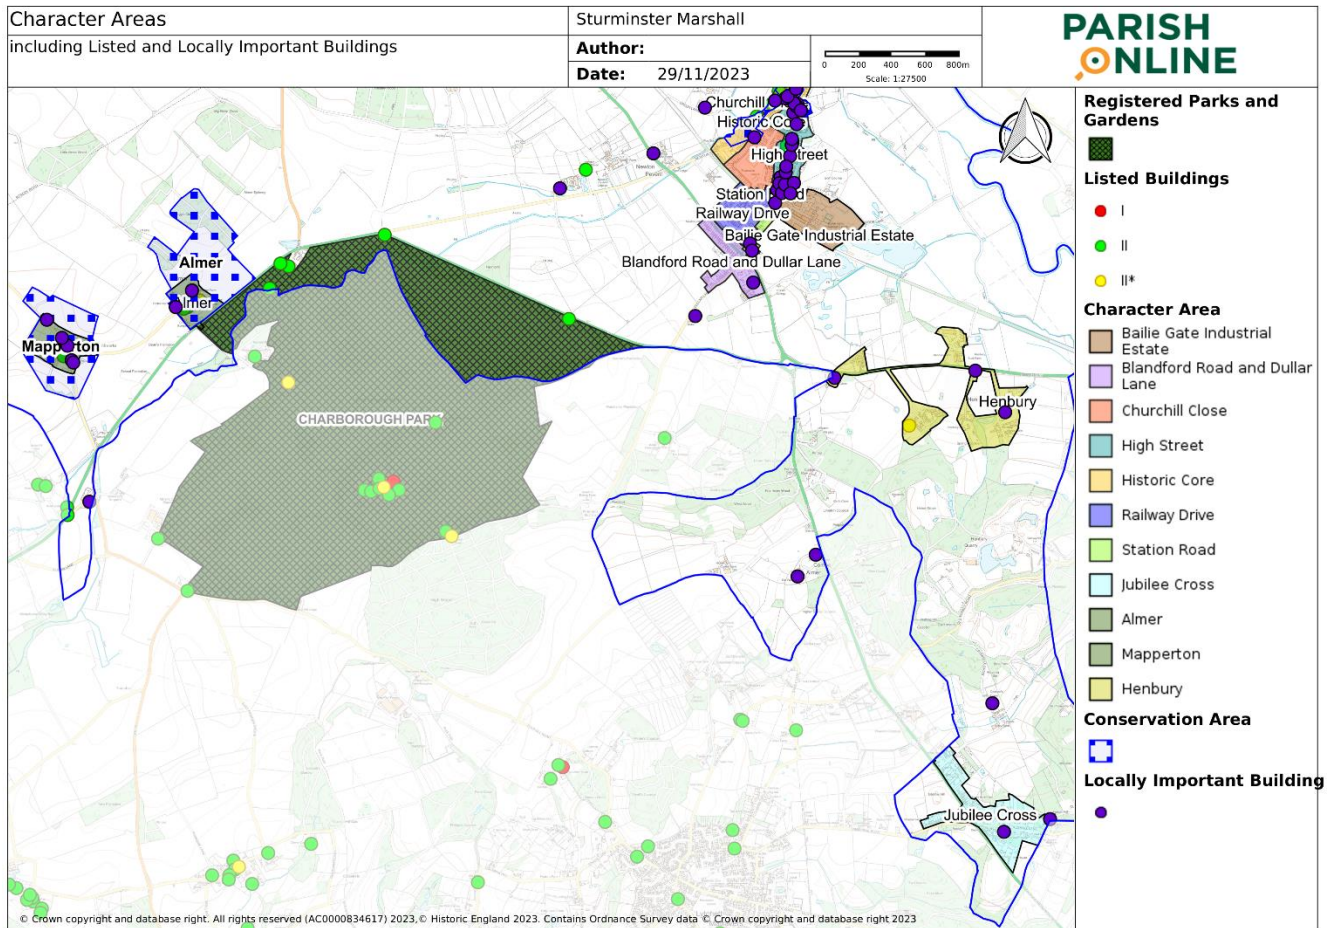 Character Areas
including Listed and Locally Important Buildings
Sturminster Marshall
Author:
Date: 29/11/2023
0 200 400 600 800m
Scale: 1:27500
PARISH
ONLINE
Churchill
Historic Co
High Street
Station
Railway Drive
Bailie Gate Industrial Estate
Blandford Road and Dullar Lane
Almer
lmer
Mapperton
CHARBOROUGH PARK
Henbury
Jubilee Cross
Registered Parks and
Gardens
Listed Buildings
I
II
II*
Character Area
Bailie Gate Industrial
Estate
Blandford Road and Dullar
Lane
Churchill Close
High Street
Historic Core
Railway Drive
Station Road
Jubilee Cross
Almer
Mapperton
Henbury
Conservation Area
Locally Important Building
© Crown copyright and database right. All rights reserved (AC0000834617) 2023,© Historic England 2023. Contains Ordnance Survey data © Crown copyright and database right 2023